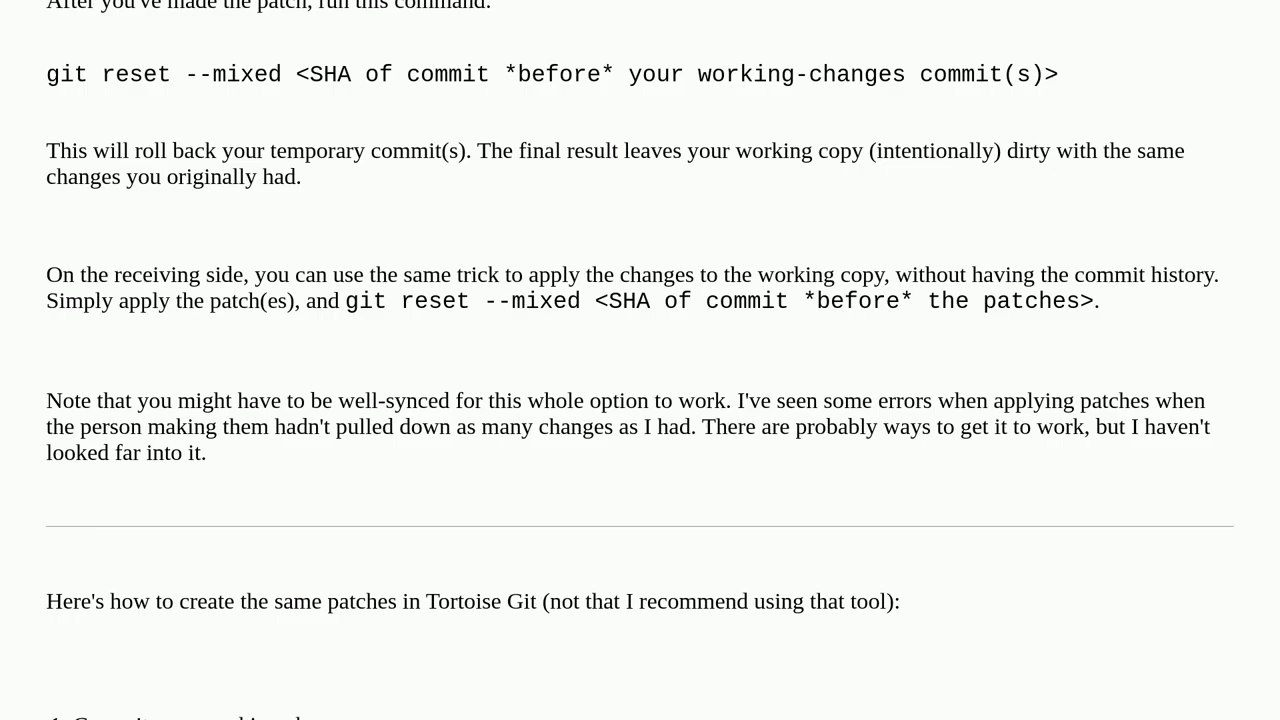 After you've made the patch, run this command:
git reset --mixed <SHA of commit *before* your working-changes commit(s)>
This will roll back your temporary commit(s). The final result leaves your working copy (intentionally) dirty with the same
changes you originally had.
On the receiving side, you can use the same trick to apply the changes to the working copy, without having the commit history.
Simply apply the patch(es), and git reset --mixed <SHA of commit *before* the patches>.
Note that you might have to be well-synced for this whole option to work. I've seen some errors when applying patches when
the person making them hadn't pulled down as many changes as I had. There are probably ways to get it to work, but I haven't
looked far into it.
Here's how to create the same patches in Tortoise Git (not that I recommend using that tool):